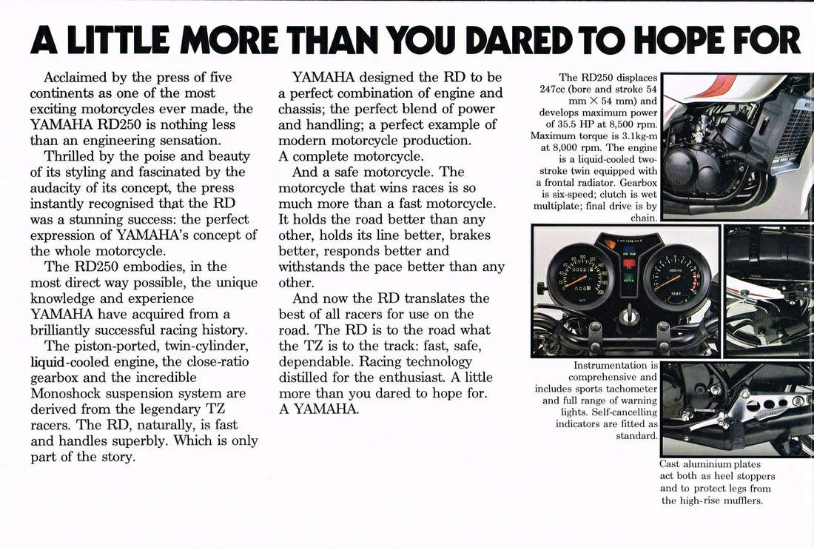 A LITTLE MORE THAN YOU DARED TO HOPE FOR
Acclaimed by the press of five
continents as one of the most
exciting motorcycles ever made, the
YAMAHA RD250 is nothing less
than an engineering sensation.
Thrilled by the poise and beauty
of its styling and fascinated by the
audacity of its concept, the press
instantly recognised that the RD
was a stunning success: the perfect
expression of YAMAHA's concept of
the whole motorcycle.
The RD250 embodies, in the
most direct way possible, the unique
knowledge and experience
YAMAHA have acquired from a
brilliantly successful racing history.
The piston-ported, twin-cylinder,
liquid-cooled engine, the close-ratio
gearbox and the incredible
Monoshock suspension system are
derived from the legendary TZ
racers. The RD, naturally, is fast
and handles superbly. Which is only
part of the story.
YAMAHA designed the RD to be
a perfect combination of engine and
chassis; the perfect blend of power
and handling; a perfect example of
modern motorcycle production.
A complete motorcycle.
And a safe motorcycle. The
motorcycle that wins races is so
much more than a fast motorcycle.
It holds the road better than any
other, holds its line better, brakes
better, responds better and
withstands the pace better than any
other.
And now the RD translates the
best of all racers for use on the
road. The RD is to the road what
the TZ is to the track: fast, safe,
dependable. Racing technology
distilled for the enthusiast. A little
more than you dared to hope for.
A YAMAHA.
The RD250 displaces
247cc (bore and stroke 54
mm X 54 mm) and
develops maximum power
of 35.5 HP at 8,500 rpm.
Maximum torque is 3.1kg-m
at 8,000 rpm. The engine
is a liquid-cooled two-
stroke twin equipped with
a frontal radiator. Gearbox
is six-speed; clutch is wet
multiplate; final drive is by
chain.
Instrumentation is
comprehensive and
includes sports tachometer
and full range of warning
lights. Self-cancelling
indicators are fitted as
standard.
Cast aluminium plates
act both as heel stoppers
and to protect legs from
the high-rise mufflers.